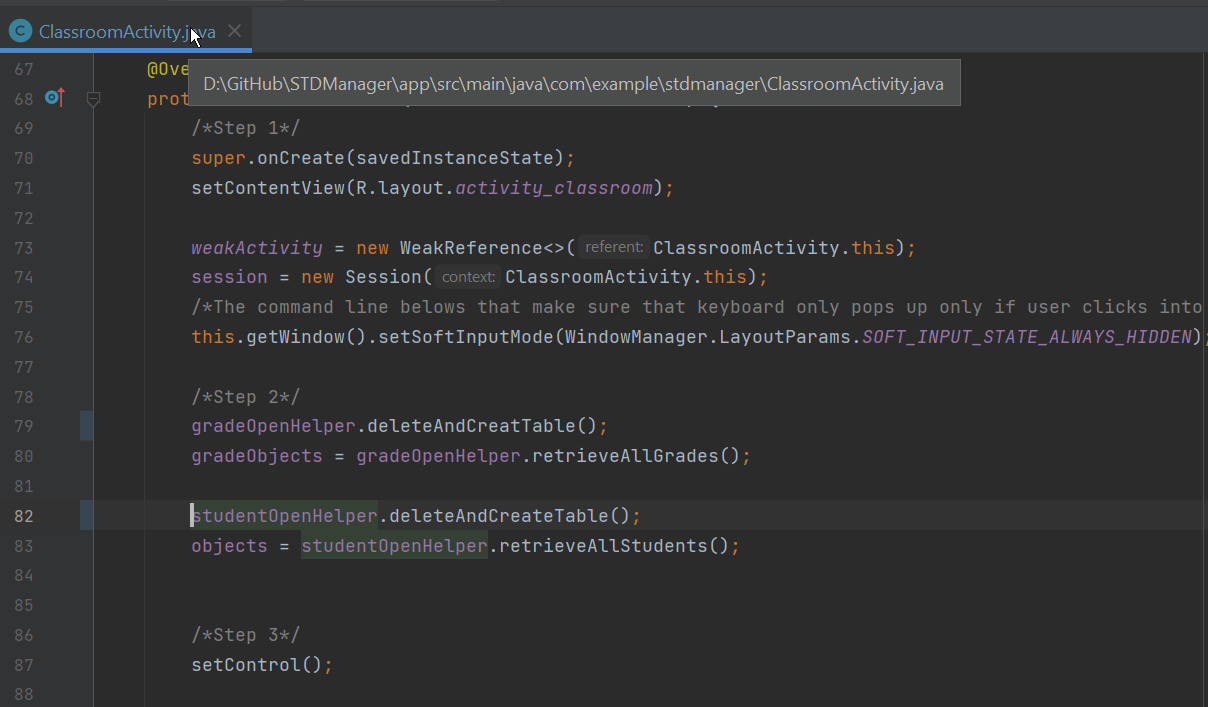 ClassroomActivity.java
67 @Ove
D:\GitHub\STDManager\app\src\main\java\com\example\stdmanager\ClassroomActivity.java
68 prot
69 /*Step 1*/
70 super.onCreate(savedInstanceState);
71 setContentView(R.layout.activity_classroom);
72
73 weakActivity = new WeakReference<>( referent: ClassroomActivity.this);
74 session = new Session( context: ClassroomActivity.this);
75 /*The command line belows that make sure that keyboard only pops up only if user clicks into
76 this.getWindow().setSoftInputMode(WindowManager.LayoutParams.SOFT_INPUT_STATE_ALWAYS_HIDDEN);
77
78 /*Step 2*/
79 gradeOpenHelper.deleteAndCreatTable();
80 gradeObjects = gradeOpenHelper.retrieveAllGrades();
81
82 studentOpenHelper.deleteAndCreateTable();
83 objects = studentOpenHelper.retrieveAllStudents();
84
85
86 /*Step 3*/
87 setControl();
88